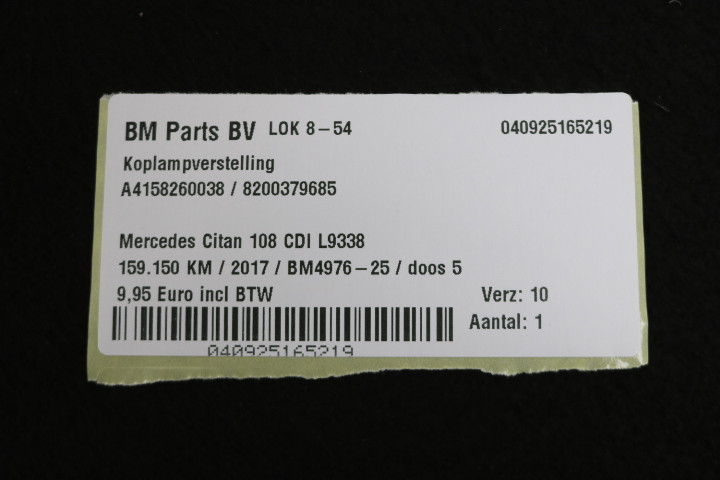 BM Parts BV LOK 8-54 040925165219
Koplampverstelling
A4158260038 / 8200379685
Mercedes Citan 108 CDI L9338
159.150 KM / 2017 / BM4976-25 / doos 5
9,95 Euro incl BTW Verz: 10
Aantal: 1
040925165219